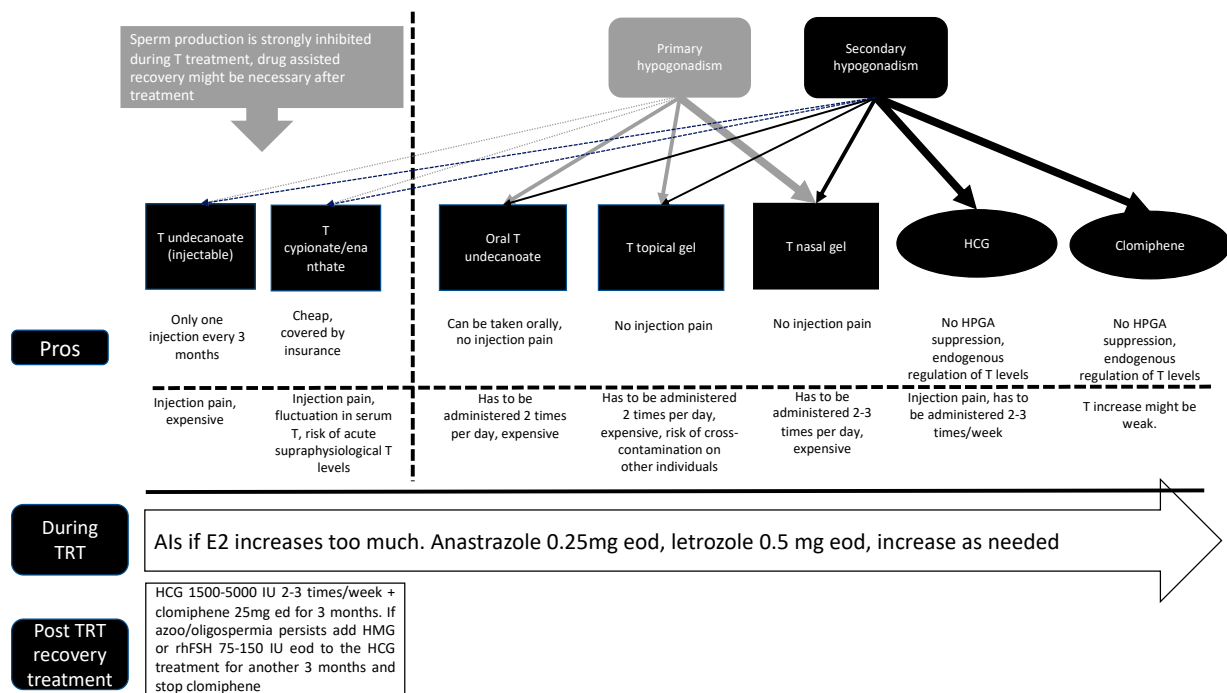 Sperm production is strongly inhibited
during T treatment, drug assisted
recovery might be necessary after
treatment
Primary
hypogonadism
Secondary
hypogonadism
T undecanoate
(injectable)
T
cypionate/ena
nthate
Oral T
undecanoate
T topical gel
T nasal gel
HCG
Clomiphene
Pros
Only one
injection every 3
months
Cheap,
covered by
insurance
Can be taken orally,
no injection pain
No injection pain
No injection pain
No HPGA
suppression,
endogenous
regulation of T levels
No HPGA
suppression,
endogenous
regulation of T levels
Injection pain,
expensive
Injection pain,
fluctuation in serum
T, risk of acute
supraphysiological T
levels
Has to be
administered 2 times
per day, expensive
Has to be administered
2 times per day,
expensive, risk of cross-
contamination on
other individuals
Has to be
administered 2-3
times per day,
expensive
Injection pain, has to
be administered 2-3
times/week
T increase might be
weak.
During
TRT
AIs if E2 increases too much. Anastrazole 0.25mg eod, letrozole 0.5 mg eod, increase as needed
Post TRT
recovery
treatment
HCG 1500-5000 IU 2-3 times/week +
clomiphene 25mg ed for 3 months. If
azoo/oligospermia persists add HMG
or rhFSH 75-150 IU eod to the HCG
treatment for another 3 months and
stop clomiphene